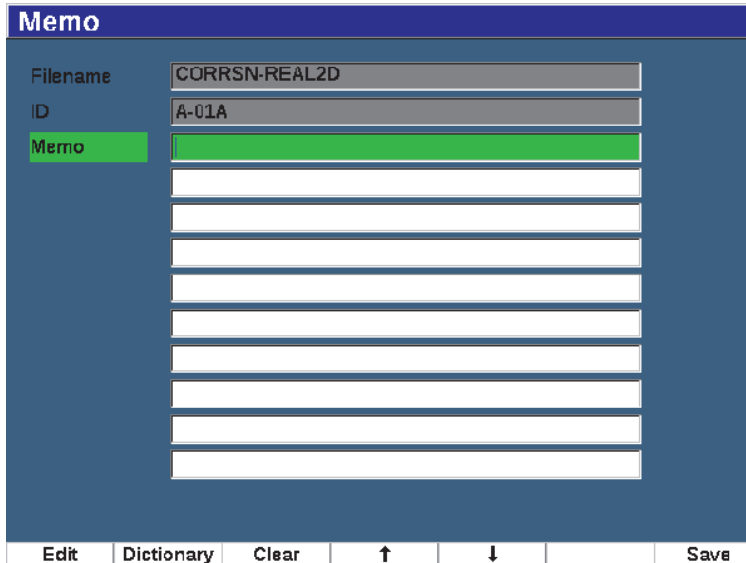 Memo
Filename CORRSN-REAL2D
ID A-01A
Memo
Edit Dictionary Clear ↑ ↓ Save